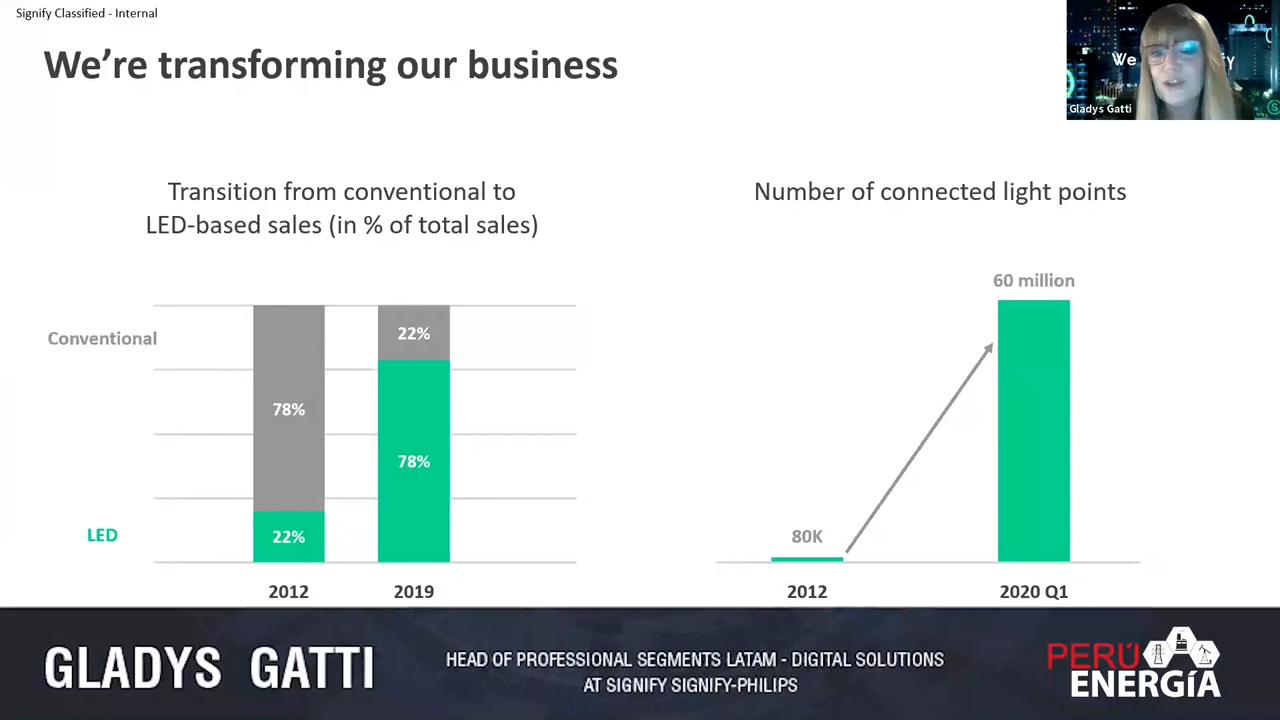 Signify Classified - Internal
We're transforming our business
We
fy
Gladys Gatti
Transition from conventional to
LED-based sales (in % of total sales)
Number of connected light points
60 million
Conventional
22%
78%
78%
LED
22%
80K
2012
2019
2012
2020 Q1
GLADYS GATTI
HEAD OF PROFESSIONAL SEGMENTS LATAM - DIGITAL SOLUTIONS
AT SIGNIFY SIGNIFY-PHILIPS
PERÚ
ENERGíA